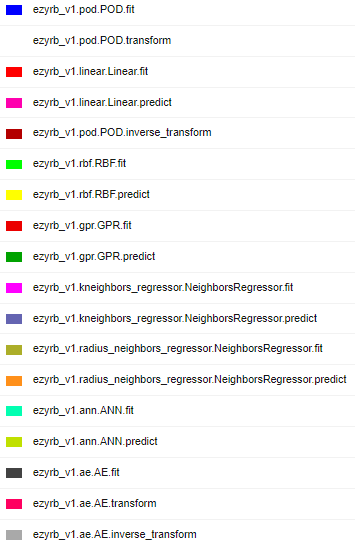 ezyrb_v1.pod.POD.fit
ezyrb_v1.pod.POD.transform
ezyrb_v1.linear.Linear.fit
ezyrb_v1.linear.Linear.predict
ezyrb_v1.pod.POD.inverse_transform
ezyrb_v1.rbf.RBF.fit
ezyrb_v1.rbf.RBF.predict
ezyrb_v1.gpr.GPR.fit
ezyrb_v1.gpr.GPR.predict
ezyrb_v1.kneighbors_regressor.NeighborsRegressor.fit
ezyrb_v1.kneighbors_regressor.NeighborsRegressor.predict
ezyrb_v1.radius_neighbors_regressor.NeighborsRegressor.fit
ezyrb_v1.radius_neighbors_regressor.NeighborsRegressor.predict
ezyrb_v1.ann.ANN.fit
ezyrb_v1.ann.ANN.predict
ezyrb_v1.ae.AE.fit
ezyrb_v1.ae.AE.transform
ezyrb_v1.ae.AE.inverse_transform